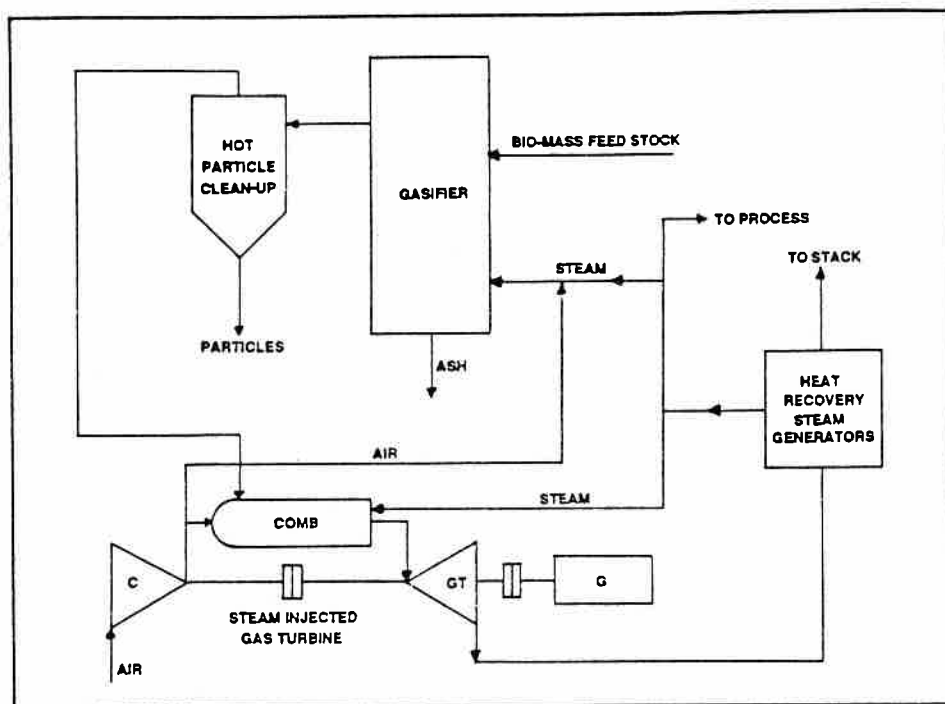 HOT
PARTICLE
CLEAN-UP
GASIFIER
BIO-MASS FEED STOCK
TO PROCESS
TO STACK
STEAM
PARTICLES
ASH
HEAT
RECOVERY
STEAM
GENERATORS
AIR
STEAM
COMB
C
GT
G
STEAM INJECTED
GAS TURBINE
AIR